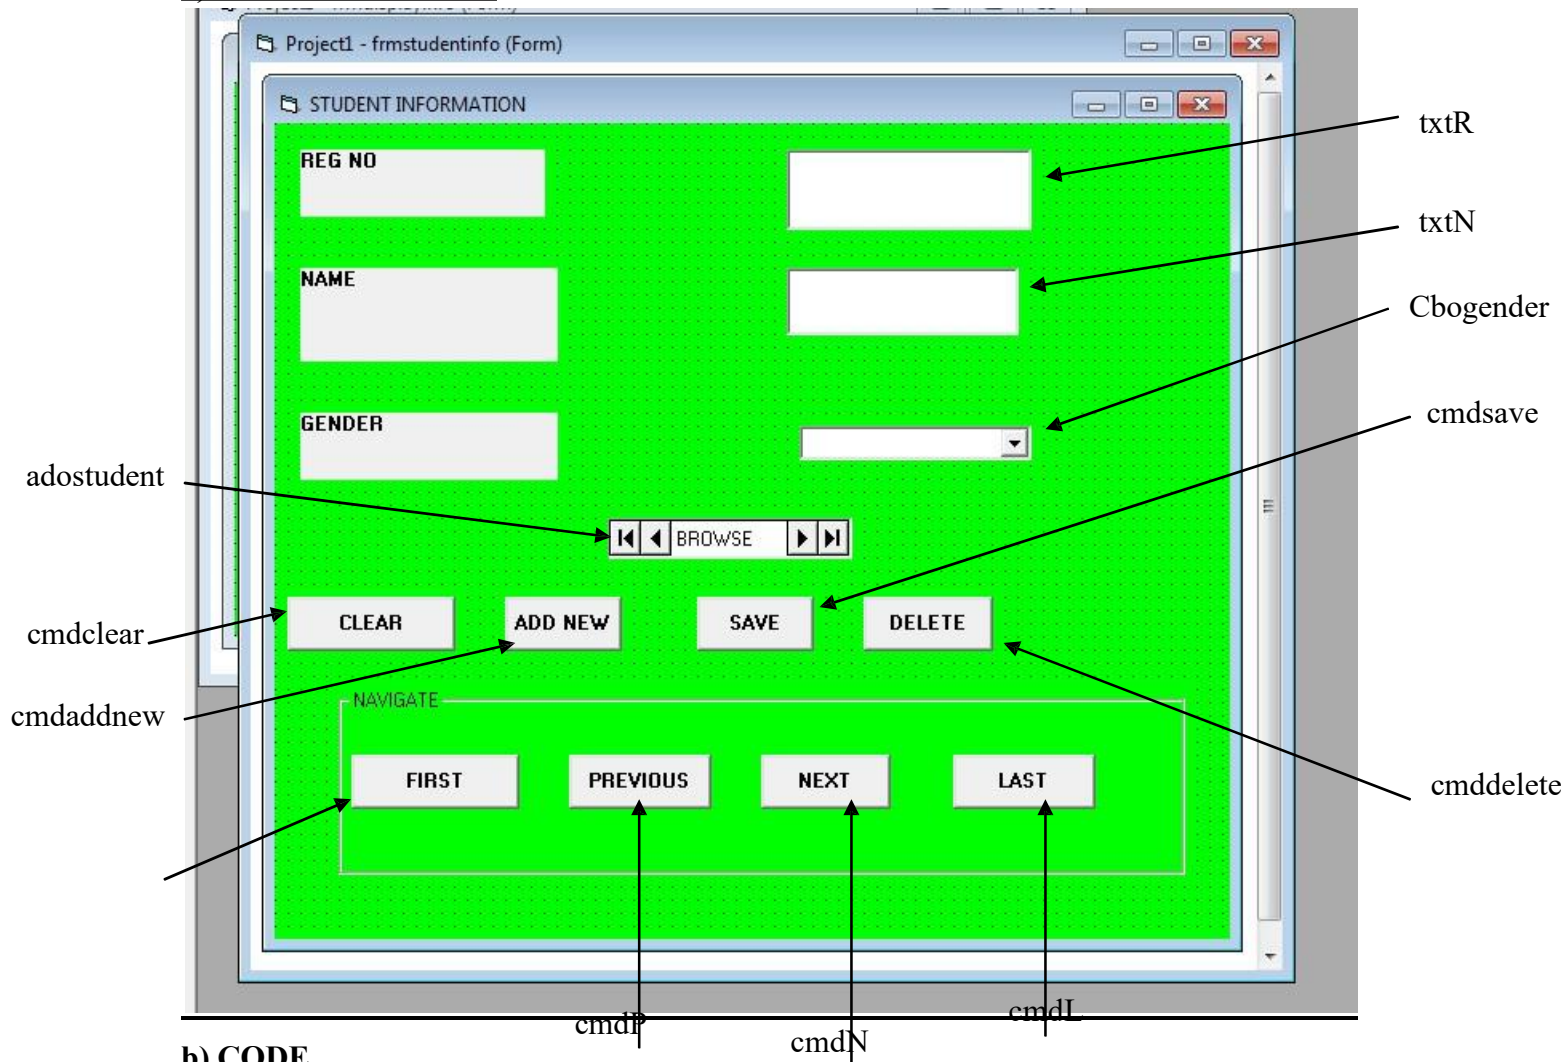 Project1 - frmstudentinfo (Form)
STUDENT INFORMATION
REG NO
txtR
NAME
txtN
Cbogender
GENDER
cmdsave
adostudent
BROWSE
CLEAR
ADD NEW
SAVE
DELETE
cmdclear
NAVIGATE
cmdaddnew
FIRST
PREVIOUS
NEXT
LAST
cmddelete
cmdL
cmdP
cmdN
b) CODE